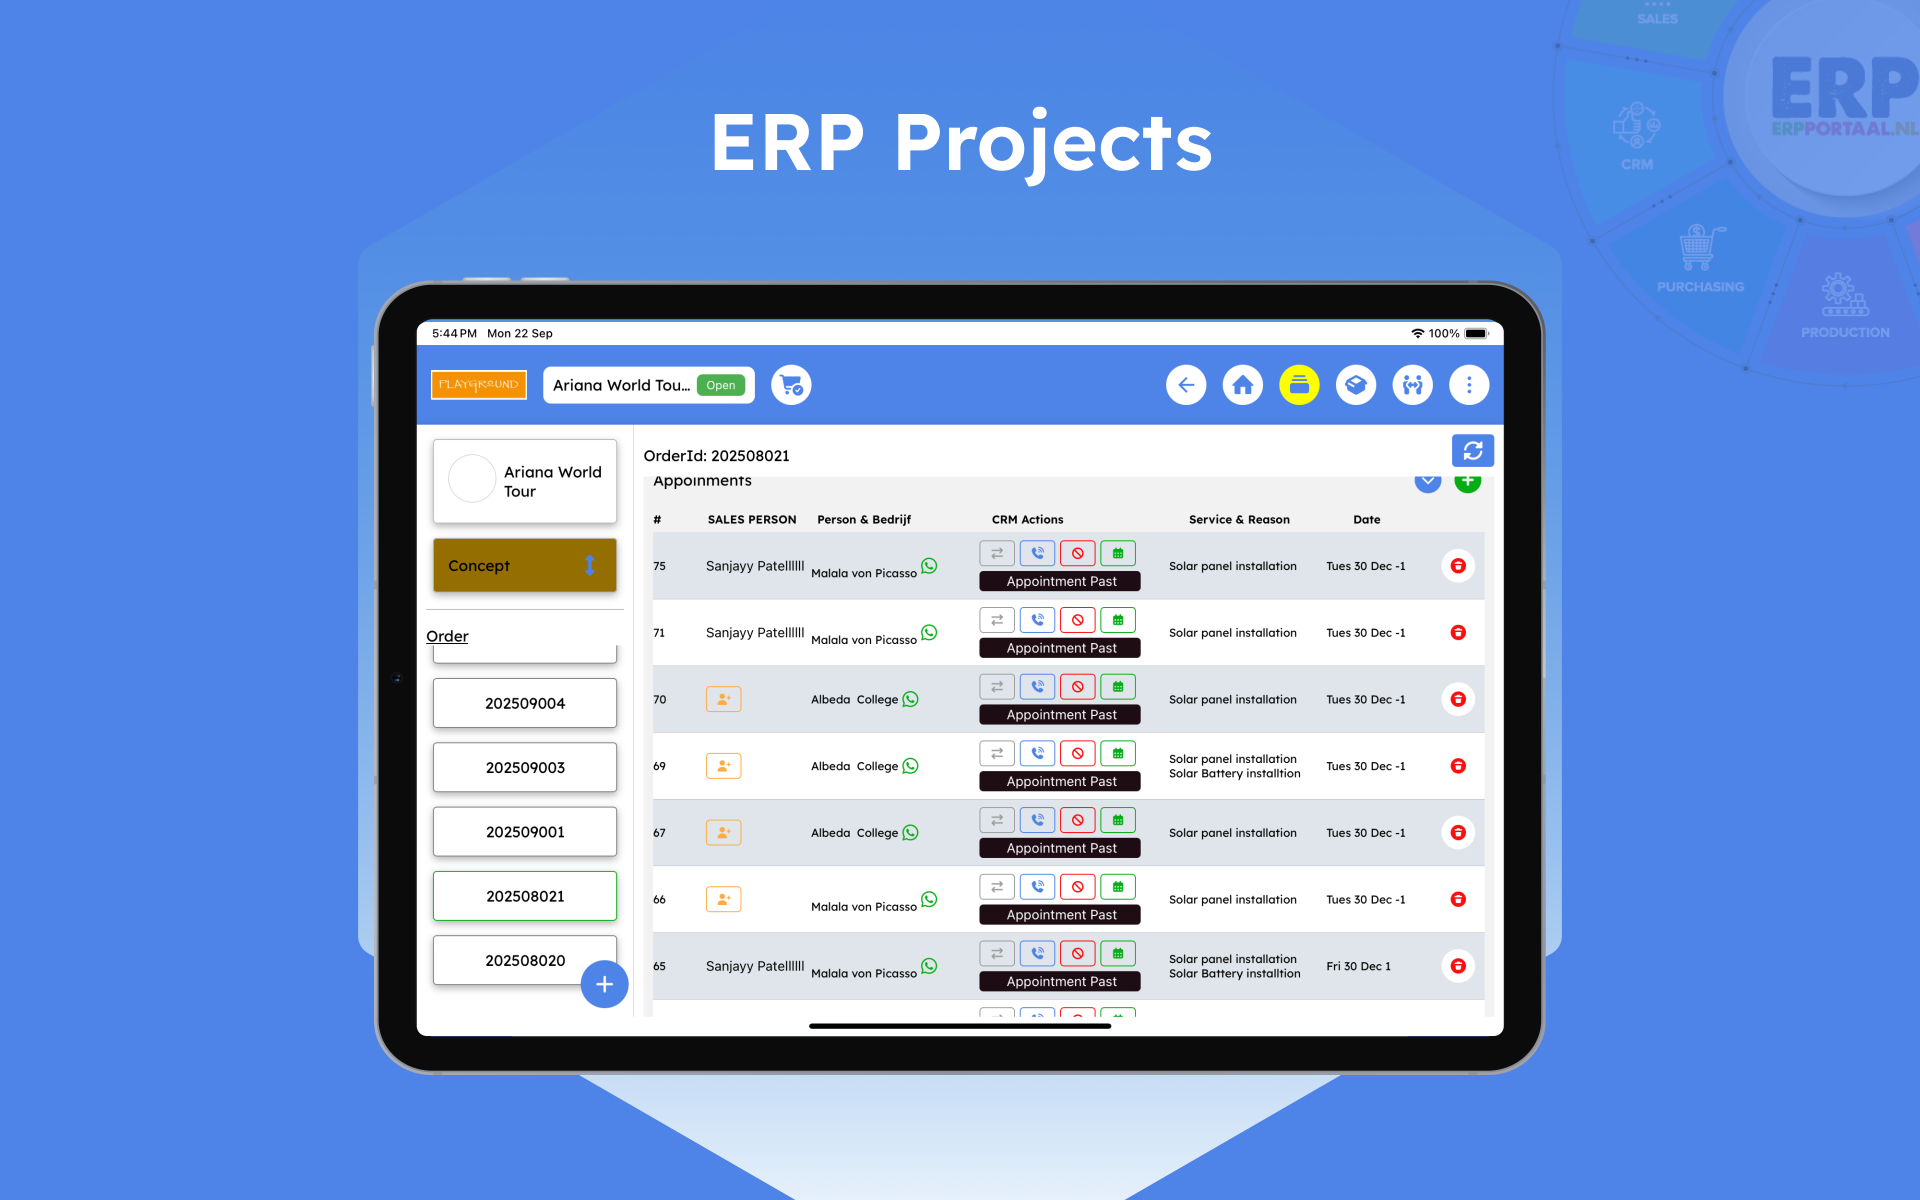 SALES
ERP
ERPPORTAAL.NL
CRM
PURCHASING
PRODUCTION
ERP Projects
5:44 PM Mon 22 Sep
100%
PLAYGROUND
Ariana World Tou... Open
Ariana World
Tour
Concept
Order
202509004
202509003
202509001
202508021
202508020
OrderId: 202508021
Appoinments
# SALES PERSON Person & Bedrijf CRM Actions Service & Reason Date
75 Sanjayy Patellllll Malala von Picasso Solar panel installation Tues 30 Dec -1
Appointment Past
71 Sanjayy Patellllll Malala von Picasso Solar panel installation Tues 30 Dec -1
Appointment Past
70 Albeda College Solar panel installation Tues 30 Dec -1
Appointment Past
69 Albeda College Solar panel installation Tues 30 Dec -1
Solar Battery installtion
Appointment Past
67 Albeda College Solar panel installation Tues 30 Dec -1
Appointment Past
66 Malala von Picasso Solar panel installation Tues 30 Dec -1
Appointment Past
65 Sanjayy Patellllll Malala von Picasso Solar panel installation Fri 30 Dec 1
Solar Battery installtion
Appointment Past